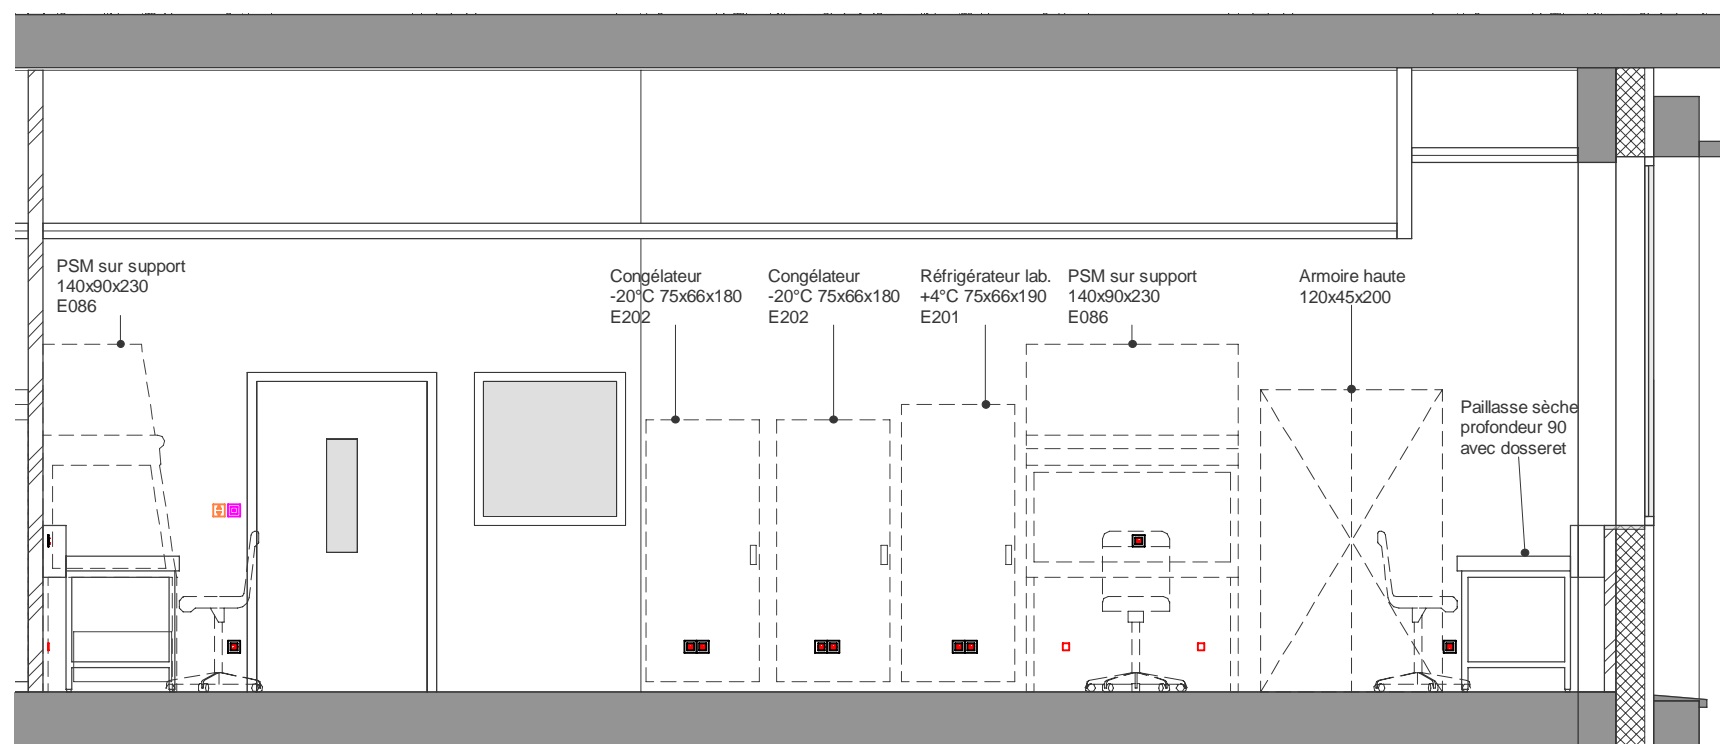 PSM sur support
140x90x230
E086
Congélateur
-20°C 75x66x180
E202
Congélateur
-20°C 75x66x180
E202
Réfrigérateur lab.
+4°C 75x66x190
E201
PSM sur support
140x90x230
E086
Armoire haute
120x45x200
Paillasse sèche
profondeur 90
avec dosseret